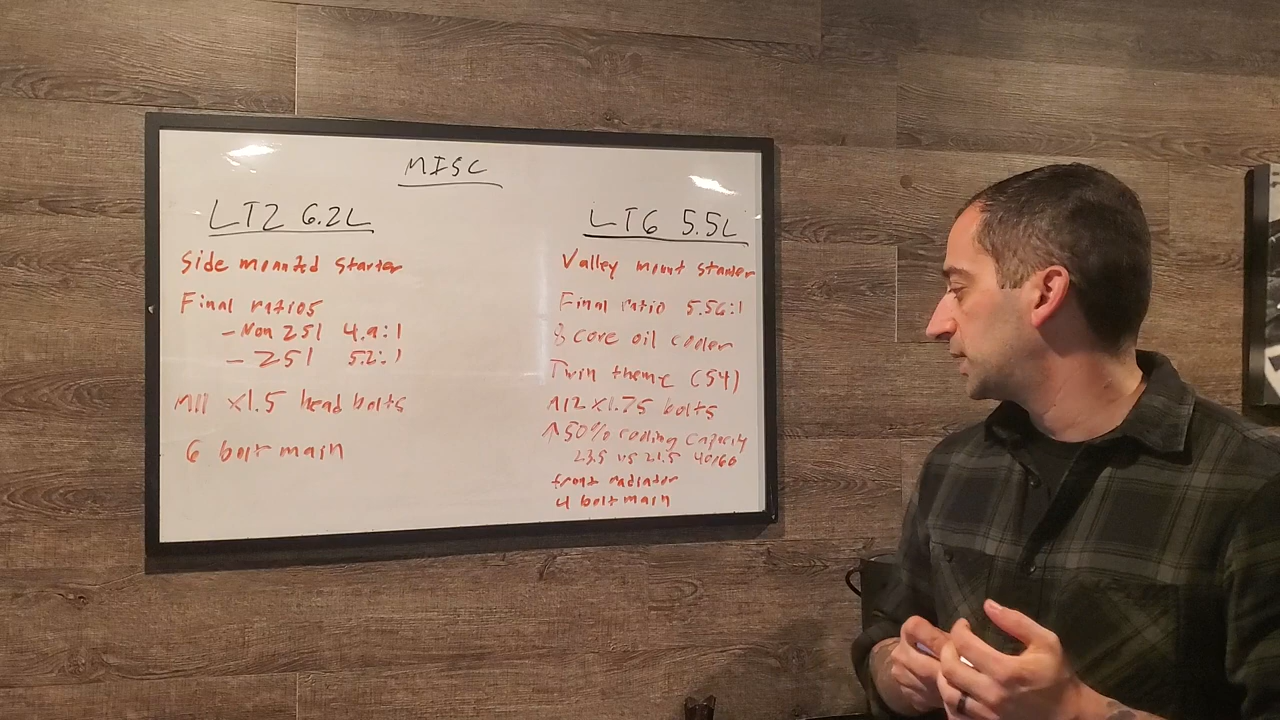 MISC
LT2 6.2L
Side mounted starter
Final ratios
- Non Z51 4.9:1
- Z51 5.2:1
M11 x1.5 head bolts
6 bolt main
LT6 5.5L
Valley mount starter
Final ratio 5.56:1
8 core oil cooler
Twin (54)
M12 x1.75 bolts
↑50% cooling capacity
23.5 vs 21.5 40/60
front radiator
4 bolt main